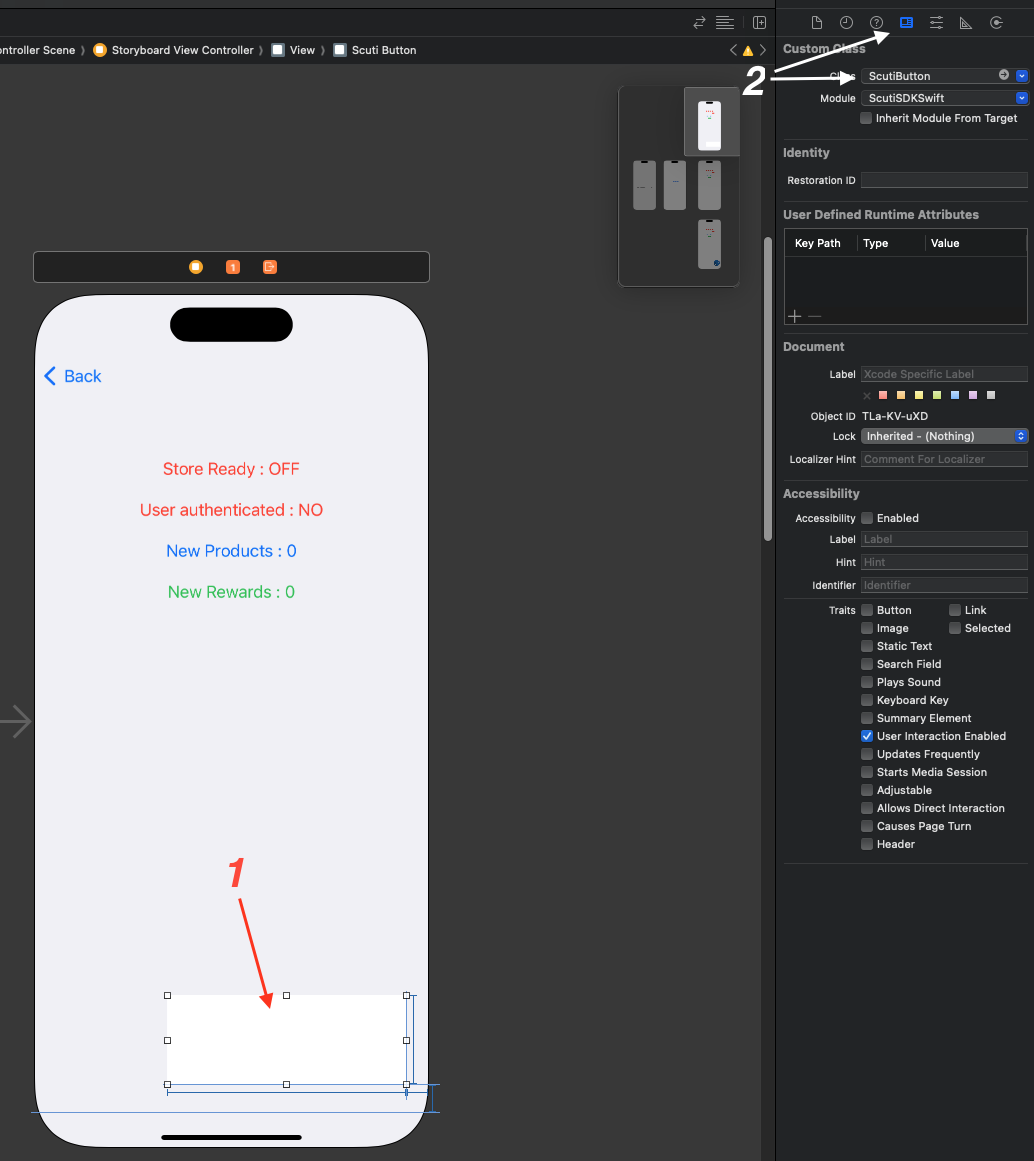 ontroller Scene
Storyboard View Controller
View
Scuti Button
2
Custom Class
Class
ScutiButton
Module
ScutiSDKSwift
Inherit Module From Target
Identity
Restoration ID
User Defined Runtime Attributes
Key Path
Type
Value
Document
Label
Xcode Specific Label
Object ID
TLa-KV-uXD
Lock
Inherited - (Nothing)
Localizer Hint
Comment For Localizer
Accessibility
Accessibility
Enabled
Label
Label
Hint
Hint
Identifier
Identifier
Traits
Button
Link
Image
Selected
Static Text
Search Field
Plays Sound
Keyboard Key
Summary Element
User Interaction Enabled
Updates Frequently
Starts Media Session
Adjustable
Allows Direct Interaction
Causes Page Turn
Header
1
Back
Store Ready : OFF
User authenticated : NO
New Products : 0
New Rewards : 0
1